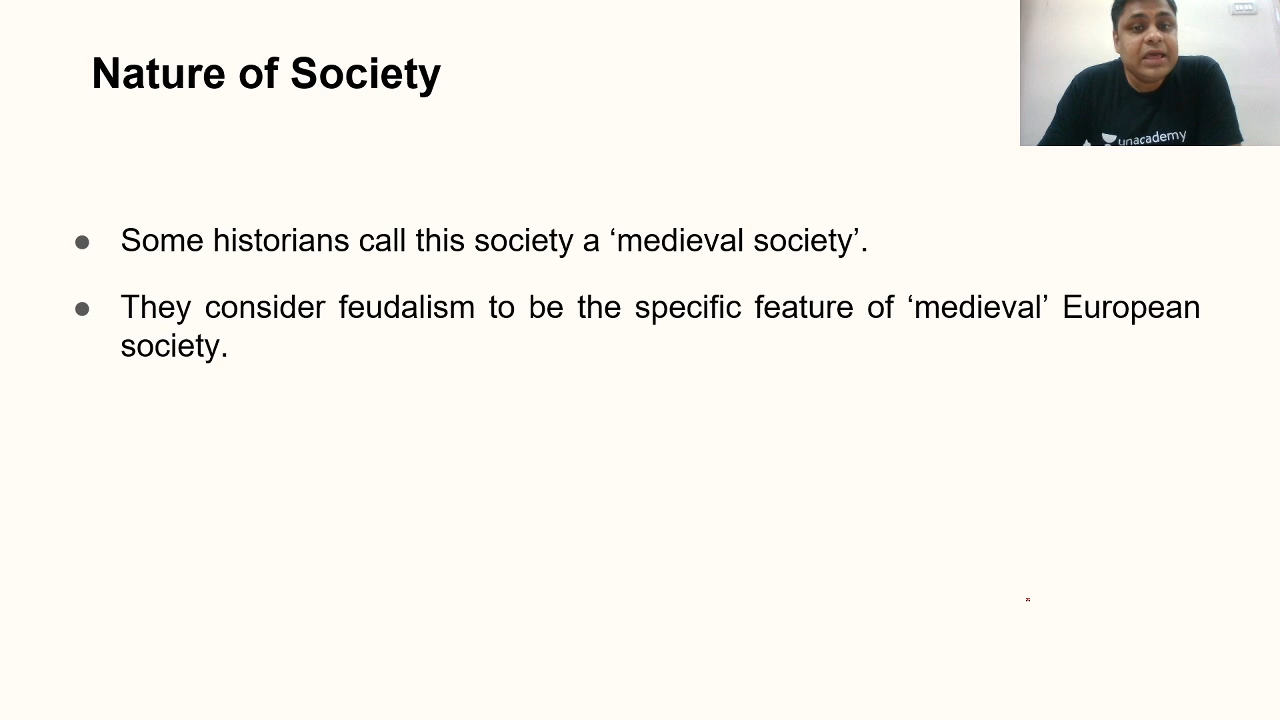 Nature of Society
unacademy
● Some historians call this society a ‘medieval society’.
● They consider feudalism to be the specific feature of ‘medieval’ European
society.